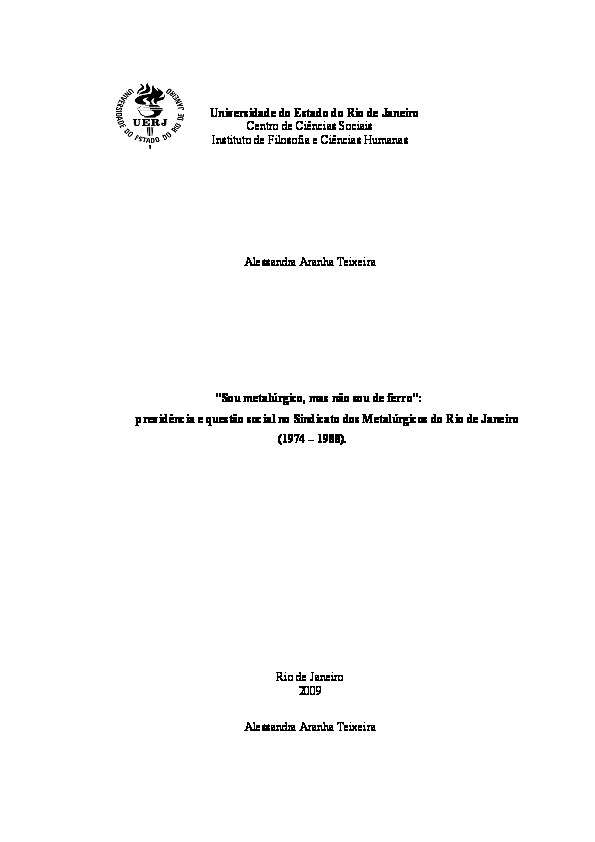 UNIVERSIDADE DO ESTADO DO RIO DE JANEIRO
UERJ
Universidade do Estado do Rio de Janeiro
Centro de Ciências Sociais
Instituto de Filosofia e Ciências Humanas
Alessandra Aranha Teixeira
"Sou metalúrgico, mas não sou de ferro":
previdência e questão social no Sindicato dos Metalúrgicos do Rio de Janeiro
(1974 – 1988).
Rio de Janeiro
2009
Alessandra Aranha Teixeira